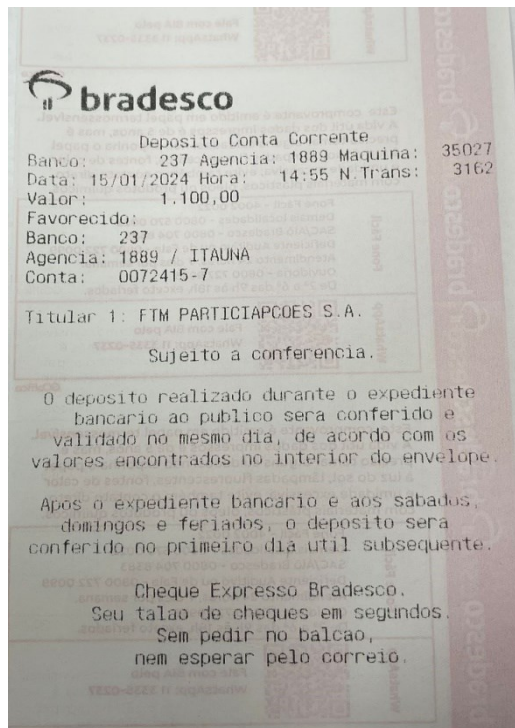 bradesco
Deposito Conta Corrente
Banco: 237 Agencia: 1889 Maquina: 35027
Data: 15/01/2024 Hora: 14:55 N.Trans: 3162
Valor: 1.100,00
Favorecido:
Banco: 237
Agencia: 1889 / ITAUNA
Conta: 0072415-7
Titular 1: FTM PARTICIAPCOES S.A.
Sujeito a conferencia.
O deposito realizado durante o expediente
bancario ao publico sera conferido e
validado no mesmo dia, de acordo com os
valores encontrados no interior do envelope.
Apos o expediente bancario e aos sabados,
domingos e feriados, o deposito sera
conferido no primeiro dia util subsequente.
Cheque Expresso Bradesco.
Seu talao de cheques em segundos.
Sem pedir no balcao,
nem esperar pelo correio.